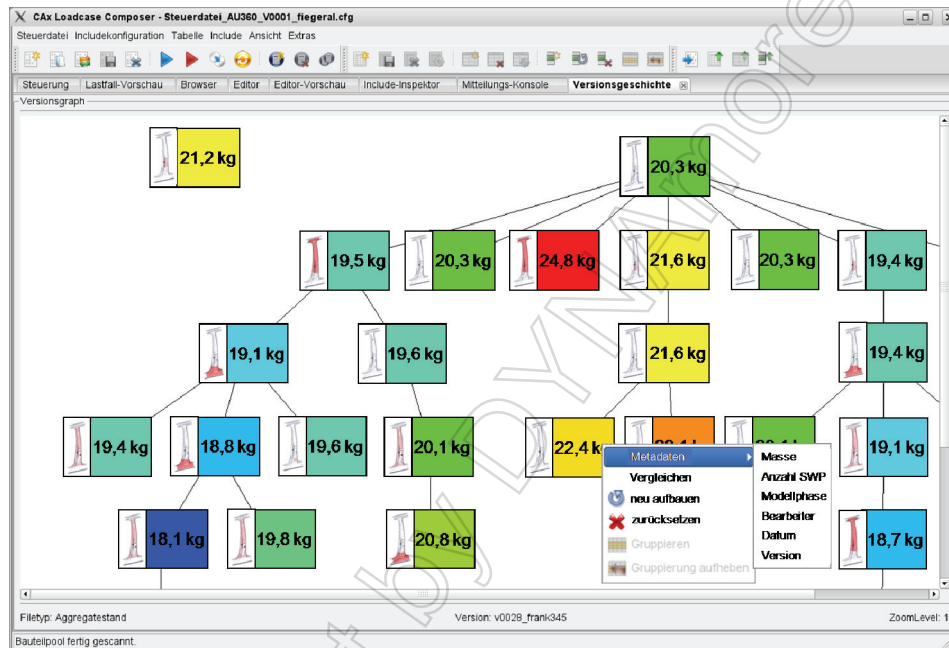 CAx Loadcase Composer - Steuerdatei_AU360_V0001_fiegeral.cfg
Steuerdatei Includekonfiguration Tabelle Include Ansicht Extras
Steuerung Lastfall-Vorschau Browser Editor Editor-Vorschau Include-Inspektor Mitteilungs-Konsole Versionsgeschichte
Versionsgraph
21,2 kg
20,3 kg
19,5 kg 20,3 kg 24,8 kg 21,6 kg 20,3 kg 19,4 kg
19,1 kg 19,6 kg 21,6 kg 19,4 kg
19,4 kg 18,8 kg 19,6 kg 20,1 kg 22,4 k 19,1 kg
Metadaten Masse
Vergleichen Anzahl SWP
neu aufbauen Modellphase
zurücksetzen Bearbeiter
Gruppieren Datum
Gruppierung aufheben Version
18,1 kg 19,8 kg 20,8 kg 18,7 kg
Filetyp: Aggregatestand Version: v0028_frank345 ZoomLevel: 1
Bauteilpool fertig gescannt.
t by DYNAmore